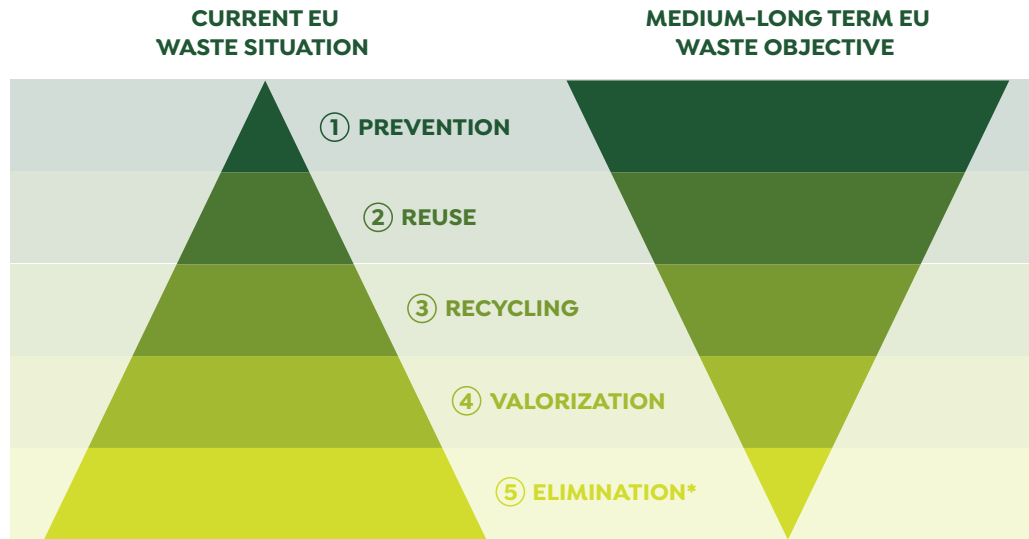 CURRENT EU
WASTE SITUATION
MEDIUM-LONG TERM EU
WASTE OBJECTIVE
1 PREVENTION
2 REUSE
3 RECYCLING
4 VALORIZATION
5 ELIMINATION*